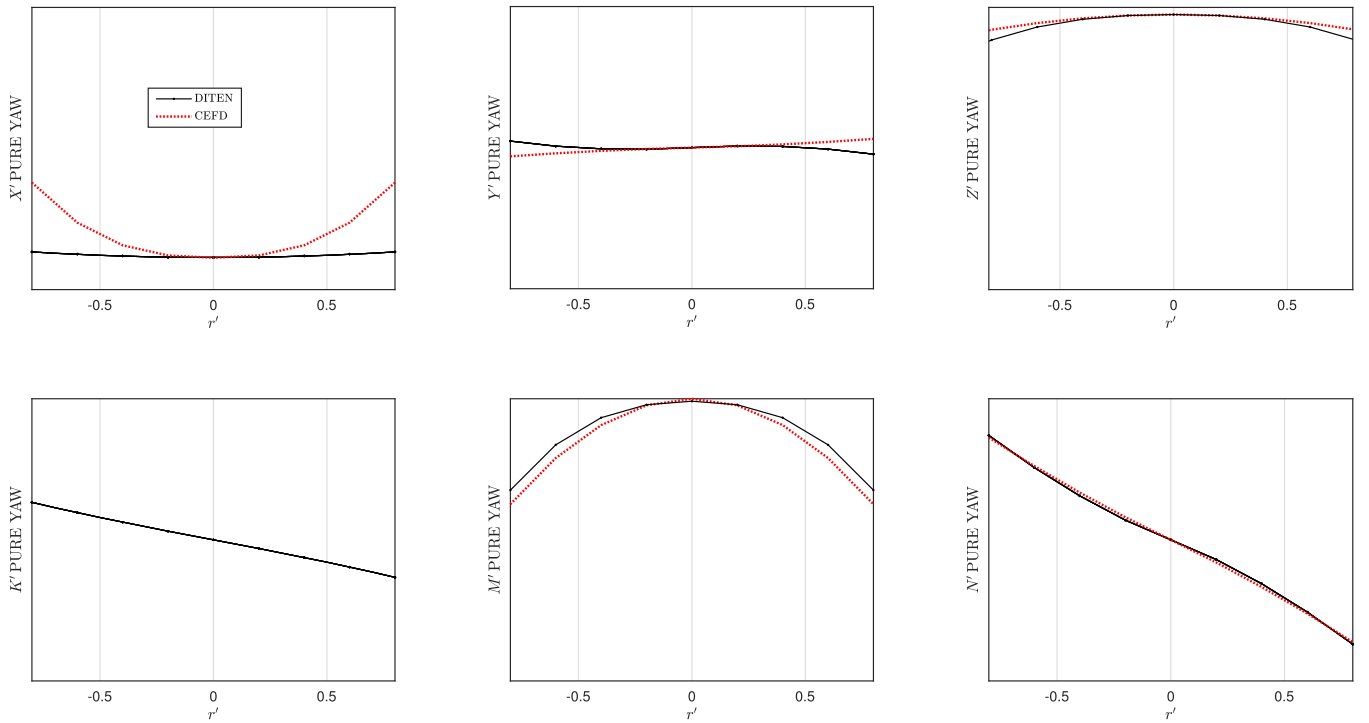 X′ PURE YAW
DITEN
CEFD
-0.5 0 0.5
r′
Y′ PURE YAW
-0.5 0 0.5
r′
Z′ PURE YAW
-0.5 0 0.5
r′
K′ PURE YAW
-0.5 0 0.5
r′
M′ PURE YAW
-0.5 0 0.5
r′
N′ PURE YAW
-0.5 0 0.5
r′